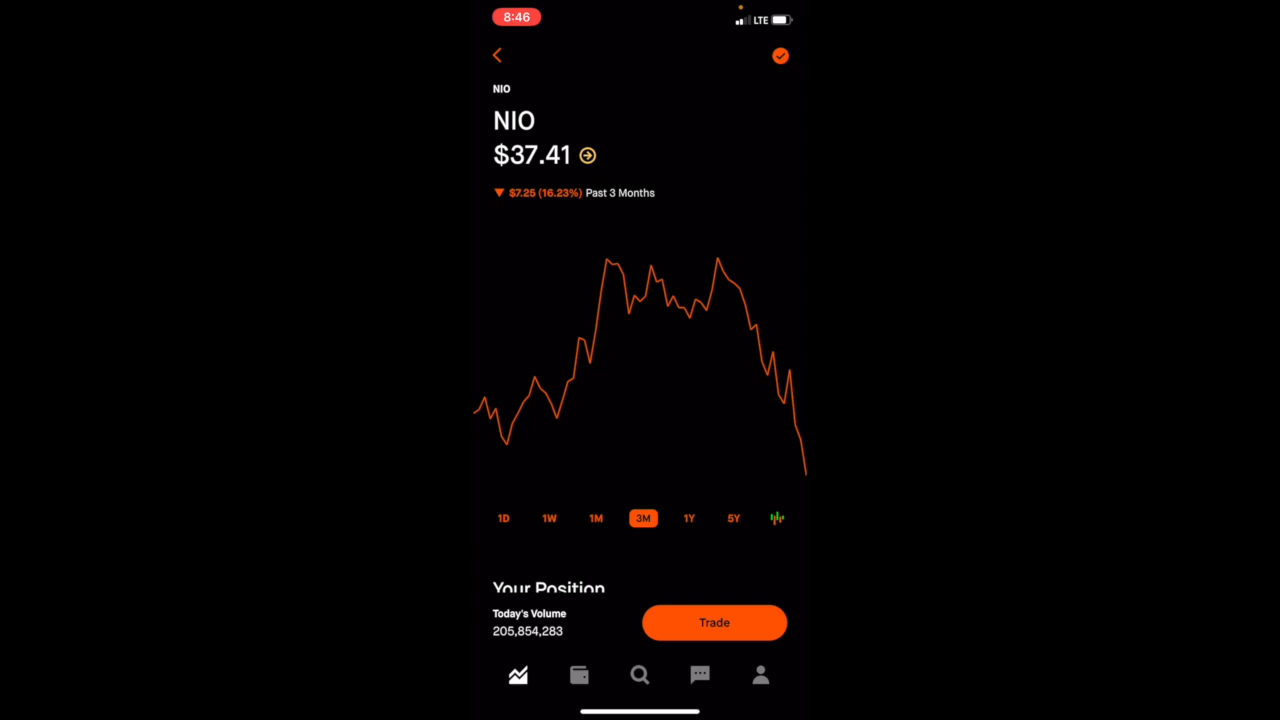 8:46
LTE
NIO
NIO
$37.41
$7.25 (16.23%) Past 3 Months
1D 1W 1M 3M 1Y 5Y
Your Position
Today's Volume
205,854,283
Trade